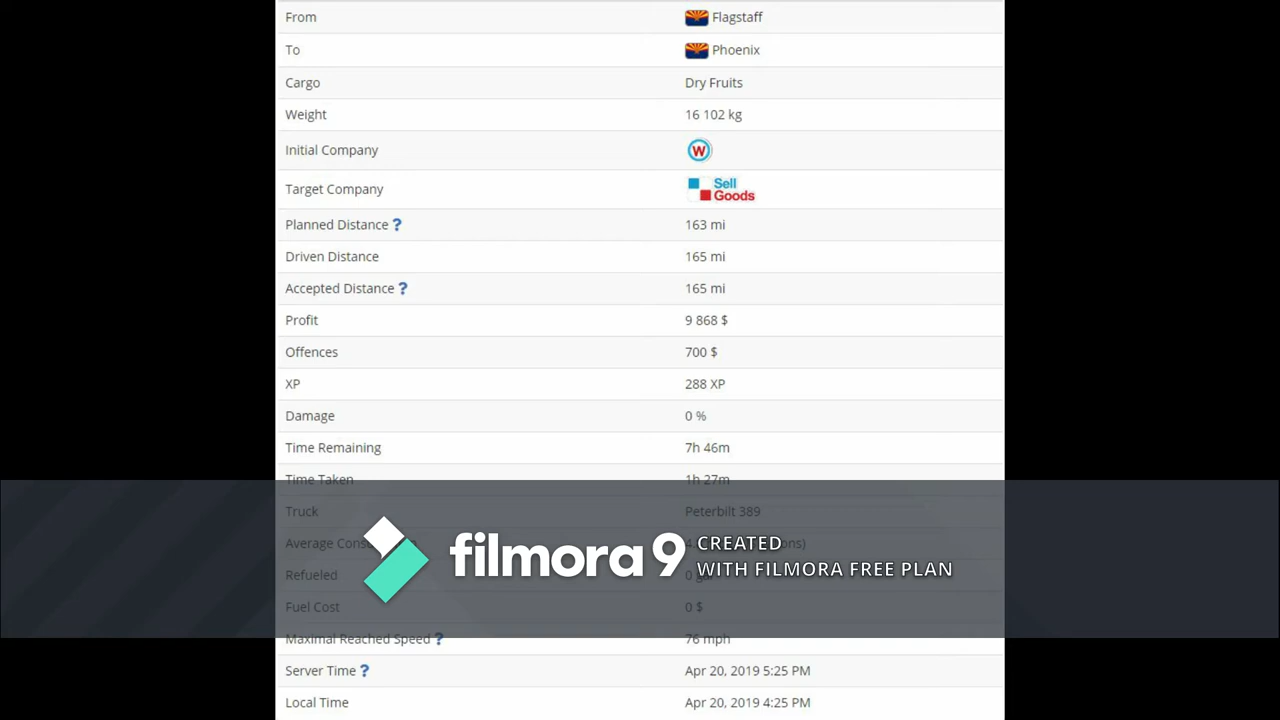 From Flagstaff
To Phoenix
Cargo Dry Fruits
Weight 16 102 kg
Initial Company W
Target Company Sell Goods
Planned Distance ? 163 mi
Driven Distance 165 mi
Accepted Distance ? 165 mi
Profit 9 868 $
Offences 700 $
XP 288 XP
Damage 0 %
Time Remaining 7h 46m
Time Taken 1h 27m
Truck Peterbilt 389
Average
Refueled 0
Fuel Cost 0 $
filmora 9 CREATED
WITH FILMORA FREE PLAN
Maximal Reached Speed ? 76 mph
Server Time ? Apr 20, 2019 5:25 PM
Local Time Apr 20, 2019 4:25 PM